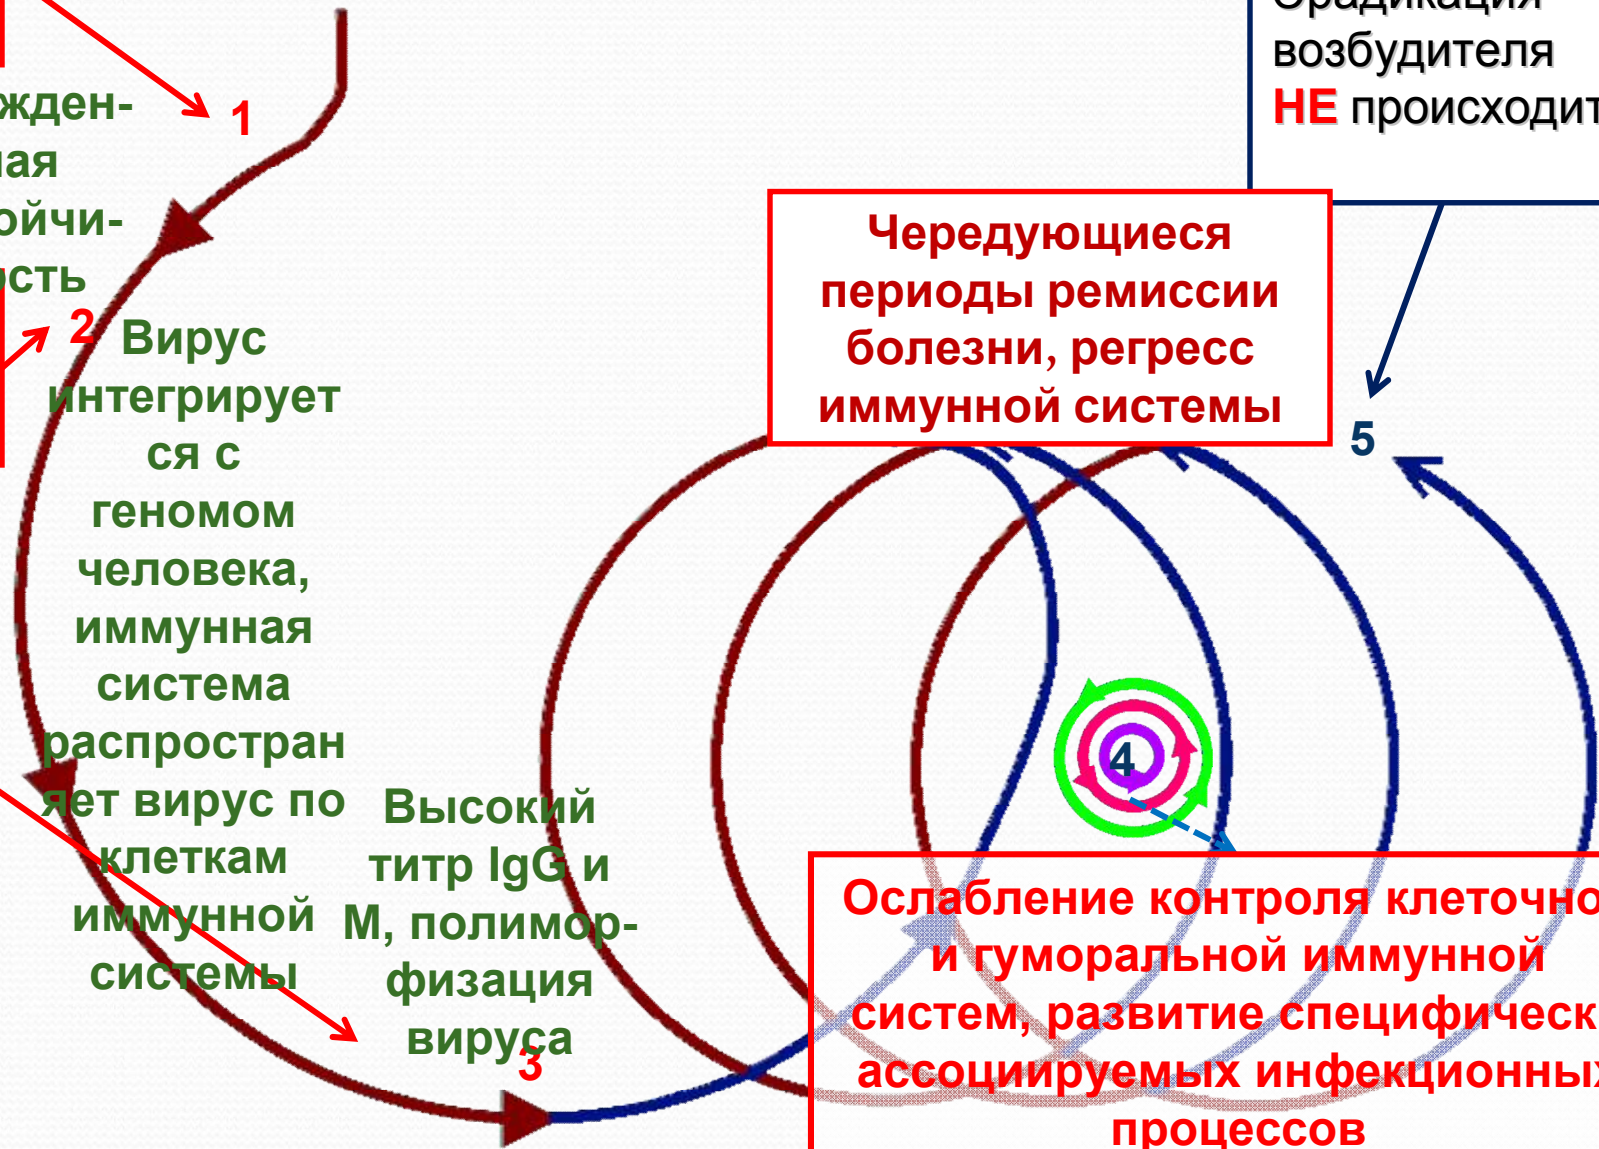 Эрадикация
возбудителя
НЕ происходит
1
жден-
ная
ойчи-
ость
2
Вирус
интегрирует
ся с
геномом
человека,
иммунная
система
распростран
яет вирус по
клеткам
иммунной
системы
Чередующиеся
периоды ремиссии
болезни, регресс
иммунной системы
5
4
Высокий
титр IgG и
М, полимор-
физация
вируса
3
Ослабление контроля клеточно
и гуморальной иммунной
систем, развитие специфическ
ассоциируемых инфекционных
процессов